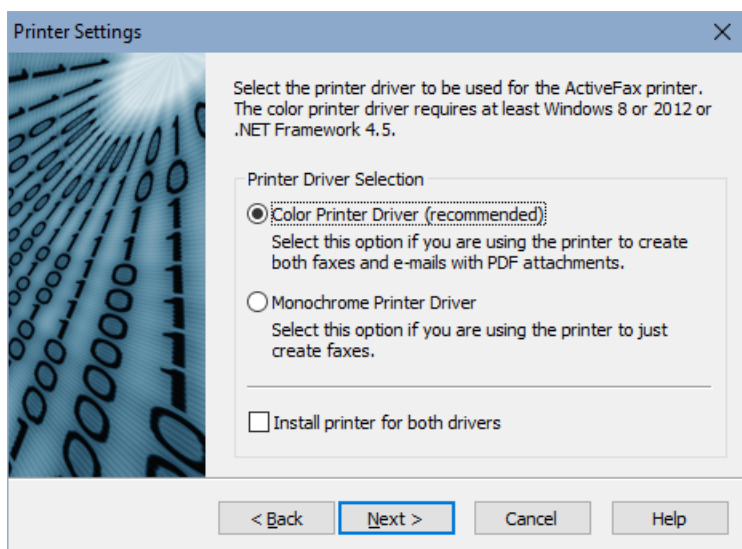 Printer Settings
Select the printer driver to be used for the ActiveFax printer.
The color printer driver requires at least Windows 8 or 2012 or
.NET Framework 4.5.
Printer Driver Selection
Color Printer Driver (recommended)
Select this option if you are using the printer to create
both faxes and e-mails with PDF attachments.
Monochrome Printer Driver
Select this option if you are using the printer to just
create faxes.
Install printer for both drivers
< Back Next > Cancel Help